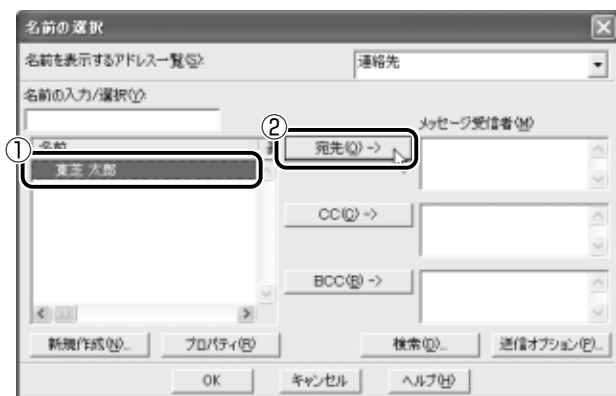 名前の選択
名前を表示するアドレス一覧(S):
連絡先
名前の入力/選択(Y):
メッセージ受信者(M)
① ②
名前
宛先(O) ->
東芝 太郎
CC(C) ->
BCC(B) ->
新規作成(N)... プロパティ(R) 検索(D)... 送信オプション(P)...
OK キャンセル ヘルプ(H)